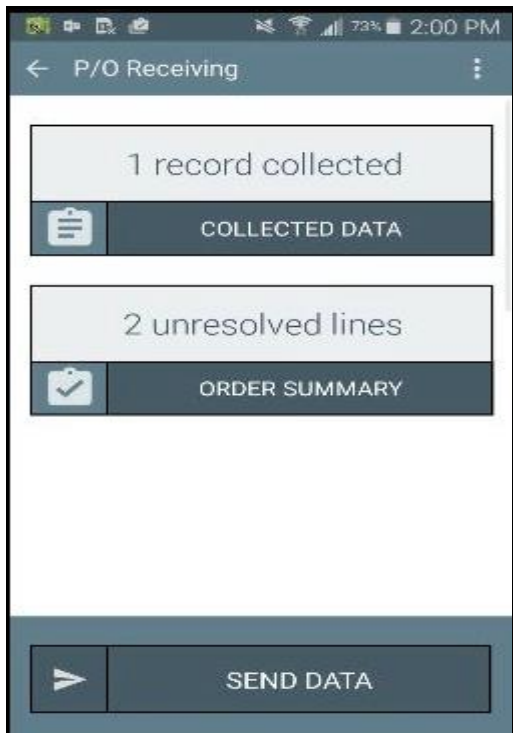 73% 2:00 PM
P/O Receiving
1 record collected
COLLECTED DATA
2 unresolved lines
ORDER SUMMARY
SEND DATA